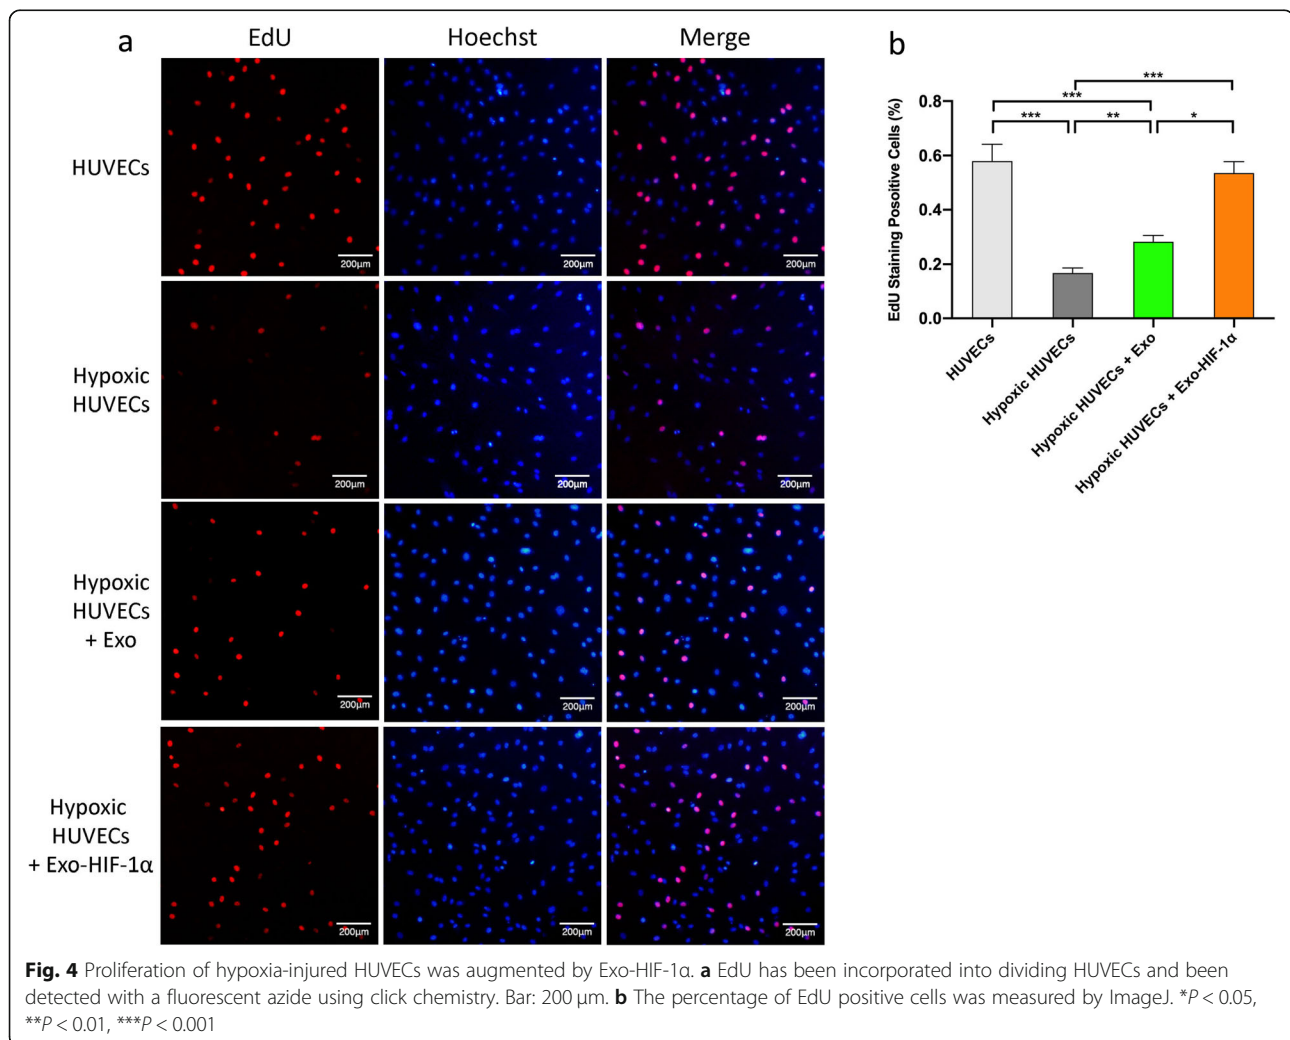 a
EdU
Hoechst
Merge
HUVECs
200μm
200μm
200μm
Hypoxic
HUVECs
200μm
200μm
200μm
Hypoxic
HUVECs
+ Exo
200μm
200μm
200μm
Hypoxic
HUVECs
+ Exo-HIF-1α
200μm
200μm
200μm
b
***
***
***
**
*
EdU Staining Posoitive Cells (%)
0.8
0.6
0.4
0.2
0.0
HUVECs
Hypoxic HUVECs
Hypoxic HUVECs + Exo
Hypoxic HUVECs + Exo-HIF-1α
Fig. 4 Proliferation of hypoxia-injured HUVECs was augmented by Exo-HIF-1α. a EdU has been incorporated into dividing HUVECs and been
detected with a fluorescent azide using click chemistry. Bar: 200 μm. b The percentage of EdU positive cells was measured by ImageJ. *P < 0.05,
**P < 0.01, ***P < 0.001